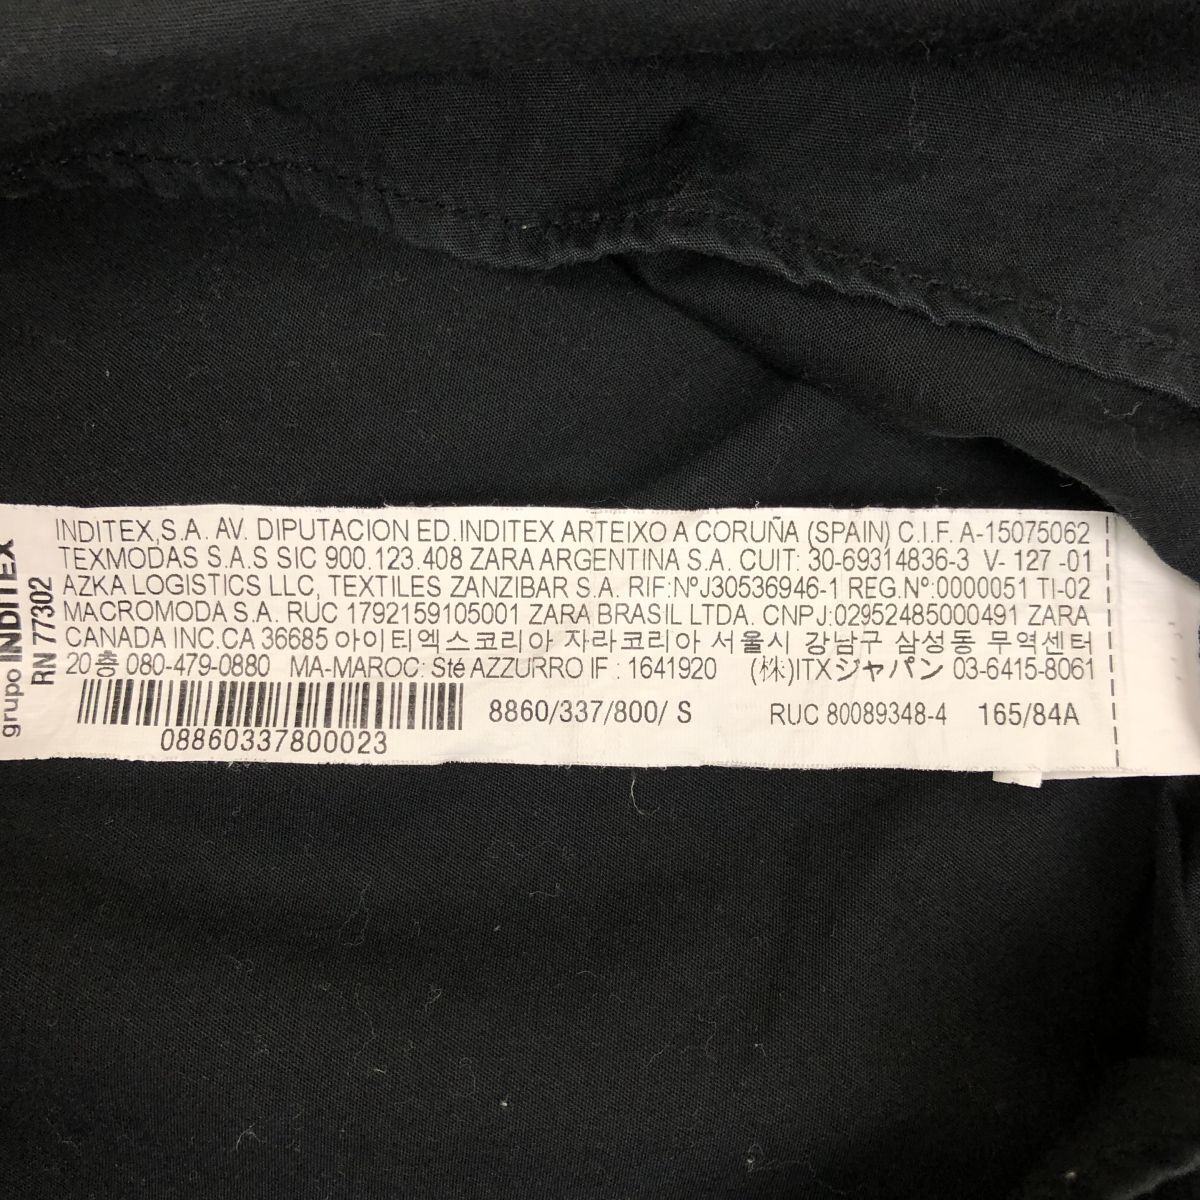 grupo INDITEX
RN 77302
INDITEX,S.A. AV. DIPUTACION ED.INDITEX ARTEIXO A CORUÑA (SPAIN) C.I.F. A-15075062
TEXMODAS S.A.S SIC 900.123.408 ZARA ARGENTINA S.A. CUIT: 30-69314836-3 V- 127 -01
AZKA LOGISTICS LLC, TEXTILES ZANZIBAR S.A. RIF:Nº J30536946-1 REG.Nº:0000051 TI-02
MACROMODA S.A. RUC 1792159105001 ZARA BRASIL LTDA. CNPJ:02952485000491 ZARA
CANADA INC.CA 36685 아이티엑스코리아 자라코리아 서울시 강남구 삼성동 무역센터
20층 080-479-0880 MA-MAROC: Sté AZZURRO IF : 1641920 (株)ITXジャパン 03-6415-8061
8860/337/800/ S RUC 80089348-4 165/84A
08860337800023